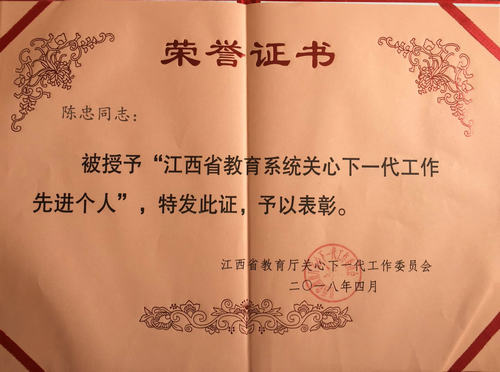 荣誉证书
陈忠同志：
被授予“江西省教育系统关心下一代工作
先进个人”，特发此证，予以表彰。
江西省教育厅关心下一代工作委员会
二〇一八年四月